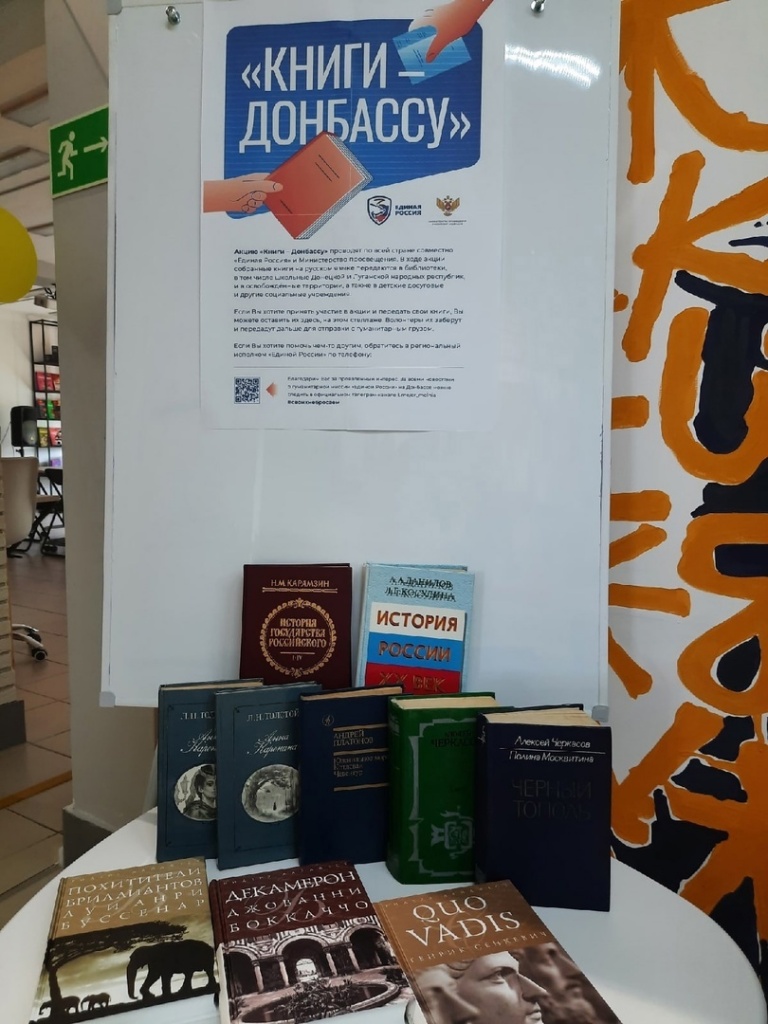 «КНИГИ –
ДОНБАССУ»
ЕДИНАЯ
РОССИЯ
Акция «Книги – Донбассу» проходит по всей стране совместно
«Единая Россия» и Министерство просвещения. В ходе акции
собранные книги на русском языке передаются в библиотеки,
в том числе школьные Донецкой и Луганской народных республик,
и в освобождённые территории, а также в детские досуговые
и другие социальные учреждения
Если Вы хотите принять участие в акции и передать свои книги, Вы
можете оставить их здесь, на этом стеллаже. Волонтеры их заберут
и передадут дальше для отправки с гуманитарным грузом.
Если Вы хотите помочь чем-то другим, обратитесь в региональный
исполком «Единой России» по телефону:
Н.М.КАРАМЗИН
ИСТОРИЯ
ГОСУДАРСТВА
РОССИЙСКОГО
А.А.ДАНИЛОВ
Л.Г.КОСУЛИНА
ИСТОРИЯ
РОССИИ
XX ВЕК
Л.Н.ТОЛСТОЙ
Анна
Каренина
Л.Н.ТОЛСТОЙ
Анна
Каренина
АНДРЕЙ
ПЛАТОНОВ
ЧЕРКАСОВ
Алексей Черкасов
Полина Москвитина
ЧЕРНЫЙ
ТОПОЛЬ
ПОХИТИТЕЛИ
БРИЛЛИАНТОВ
ЛУИ АНРИ
БУССЕНАР
ДЕКАМЕРОН
ДЖОВАННИ
БОККАЧЧО
QUO
VADIS
ГЕНРИК СЕНКЕВИЧ